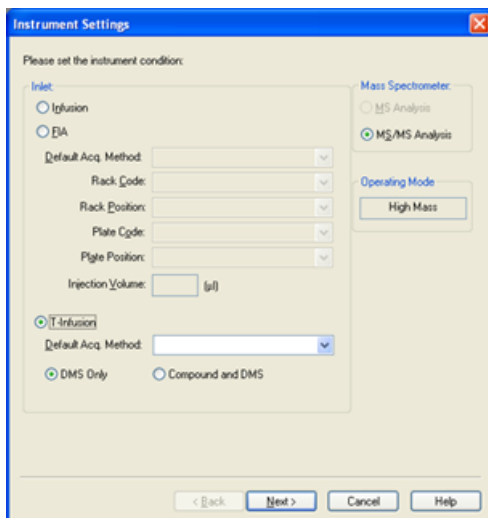 Instrument Settings
Please set the instrument condition:
Inlet:
Infusion
FIA
Default Acq. Method:
Rack Code:
Rack Position:
Plate Code:
Plate Position:
Injection Volume: (µl)
T-Infusion
Default Acq. Method:
DMS Only Compound and DMS
Mass Spectrometer:
MS Analysis
MS/MS Analysis
Operating Mode
High Mass
< Back Next > Cancel Help